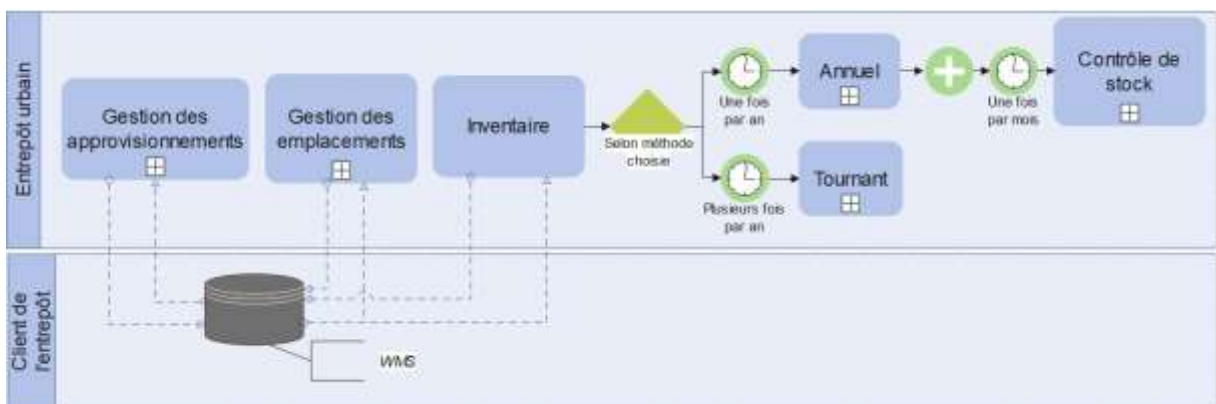 Entrepôt urbain
Gestion des
approvisionnements
Gestion des
emplacements
Inventaire
Selon méthode
choisie
Une fois
par an
Annuel
Une fois
par mois
Contrôle de
stock
Plusieurs fois
par an
Tournant
Client de
l'entrepôt
WMS